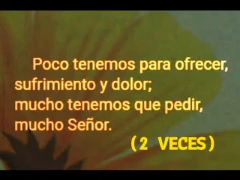 Poco tenemos para ofrecer,
sufrimiento y dolor;
mucho tenemos que pedir,
mucho Señor.
(2 VECES)